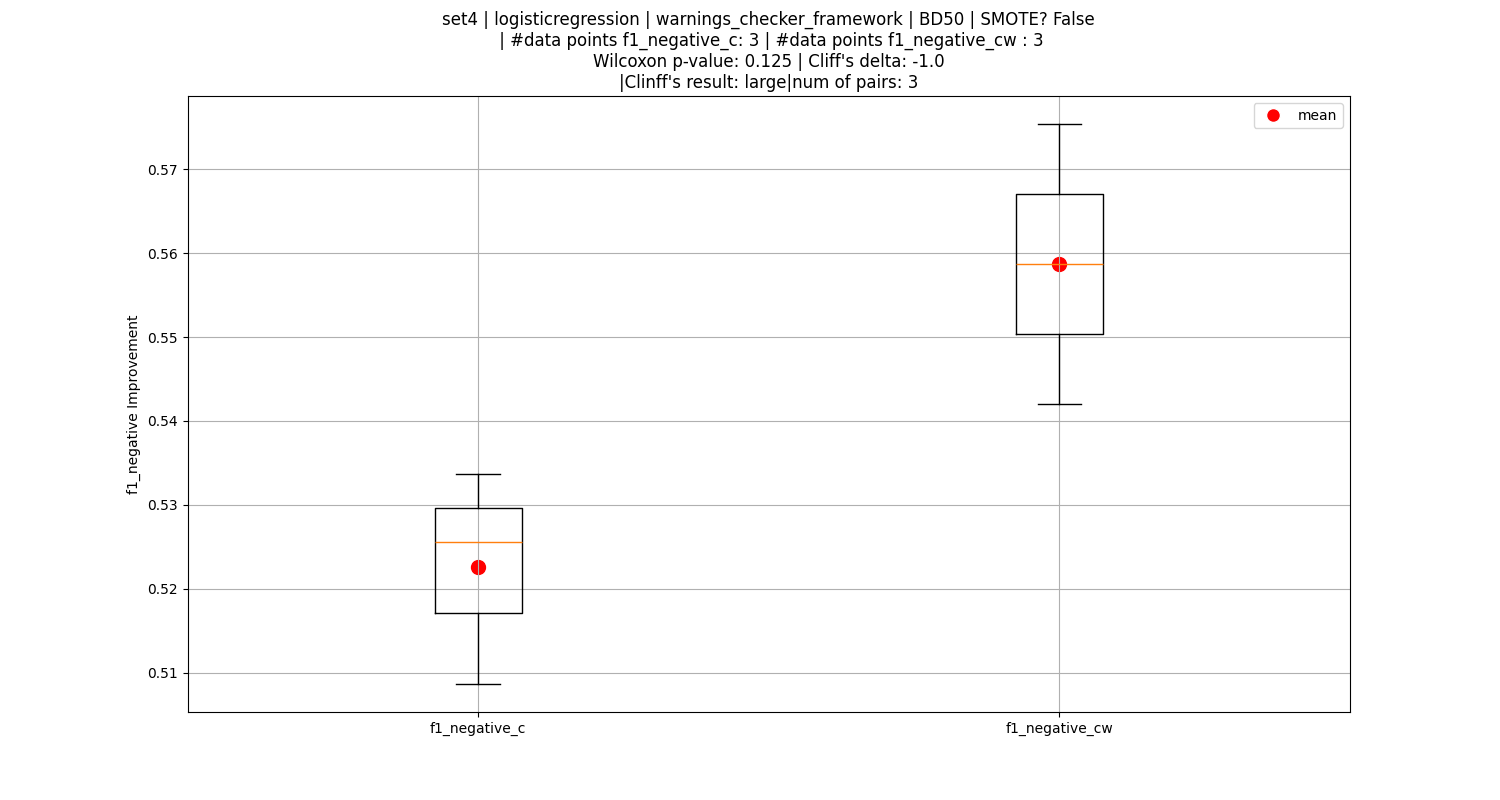 set4 | logisticregression | warnings_checker_framework | BD50 | SMOTE? False
| #data points f1_negative_c: 3 | #data points f1_negative_cw : 3
Wilcoxon p-value: 0.125 | Cliff's delta: -1.0
|Clinff's result: large|num of pairs: 3
mean
0.57
0.56
0.55
0.54
0.53
0.52
0.51
f1_negative Improvement
f1_negative_c
f1_negative_cw